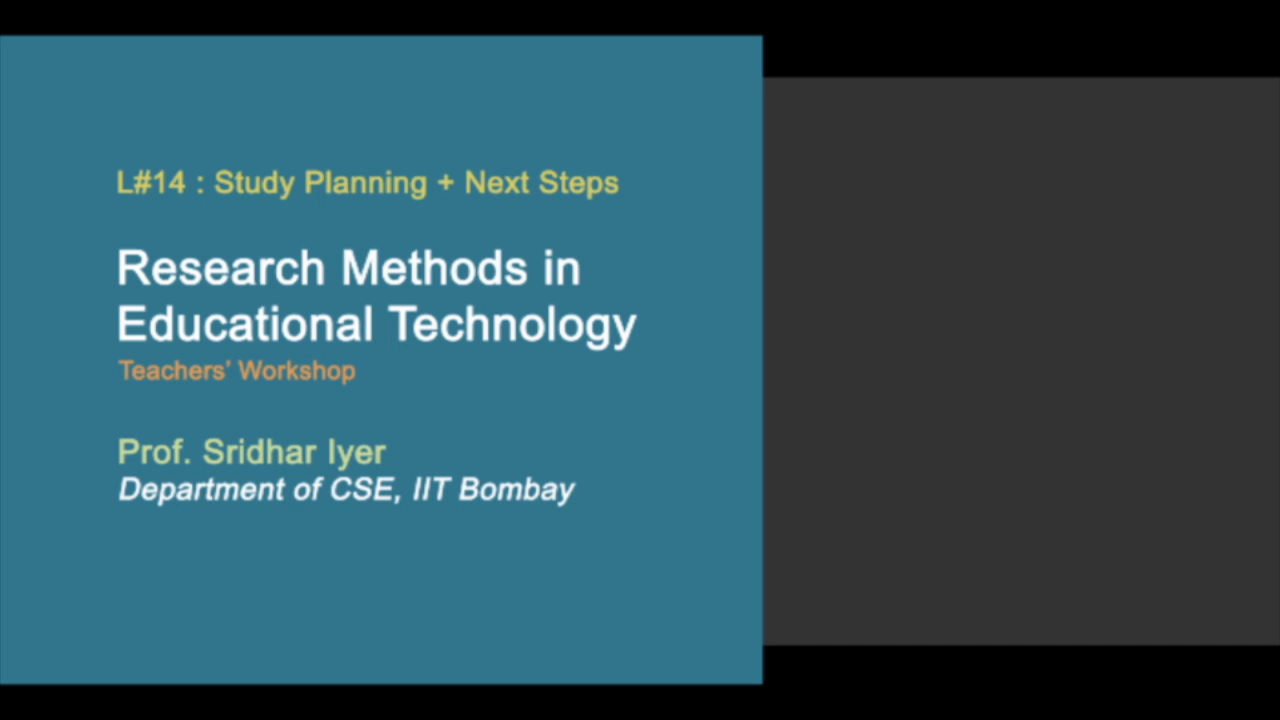 L#14 : Study Planning + Next Steps
Research Methods in
Educational Technology
Teachers’ Workshop
Prof. Sridhar Iyer
Department of CSE, IIT Bombay